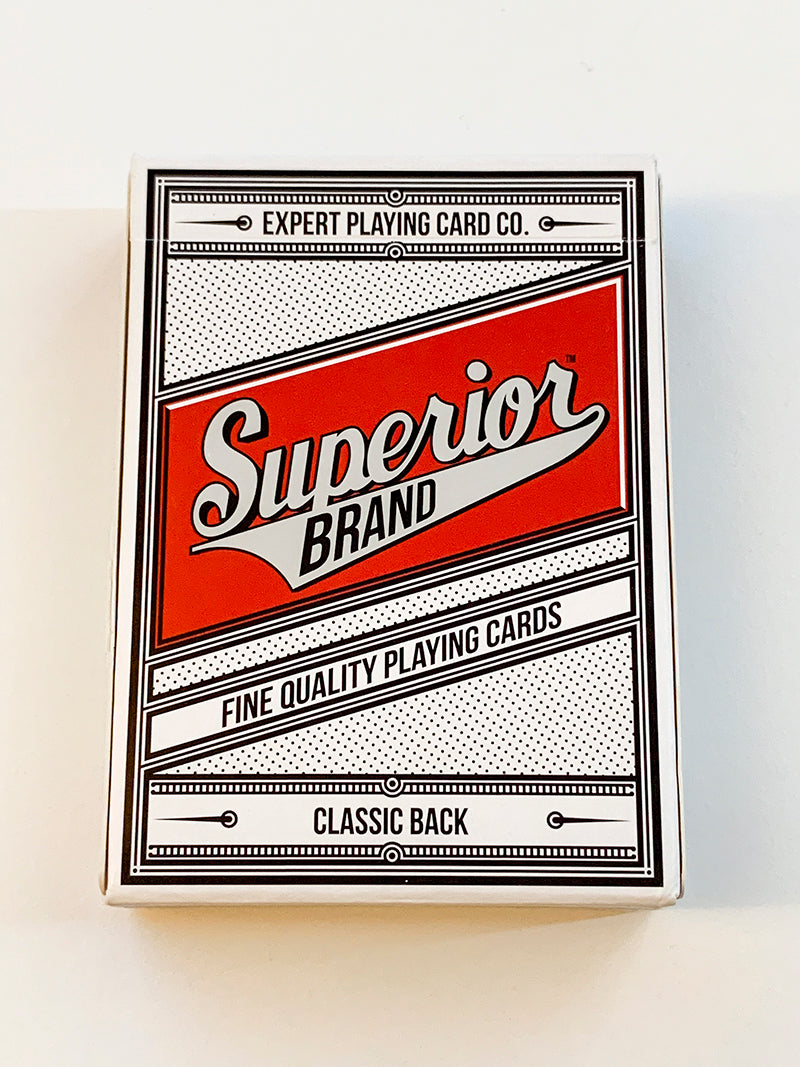 EXPERT PLAYING CARD CO.
Superior™
BRAND
FINE QUALITY PLAYING CARDS
CLASSIC BACK